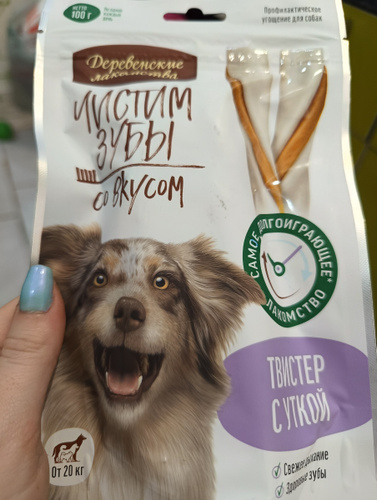 НЕТТО
100 г
Профилактическое
угощение для собак
Деревенские
лакомства
ЧИСТИМ
ЗУБЫ
СО ВКУСОМ
САМОЕ ДОЛГОИГРАЮЩЕЕ*
ЛАКОМСТВО
ТВИСТЕР
С УТКОЙ
Свежее дыхание
Здоровые зубы
От 20 кг